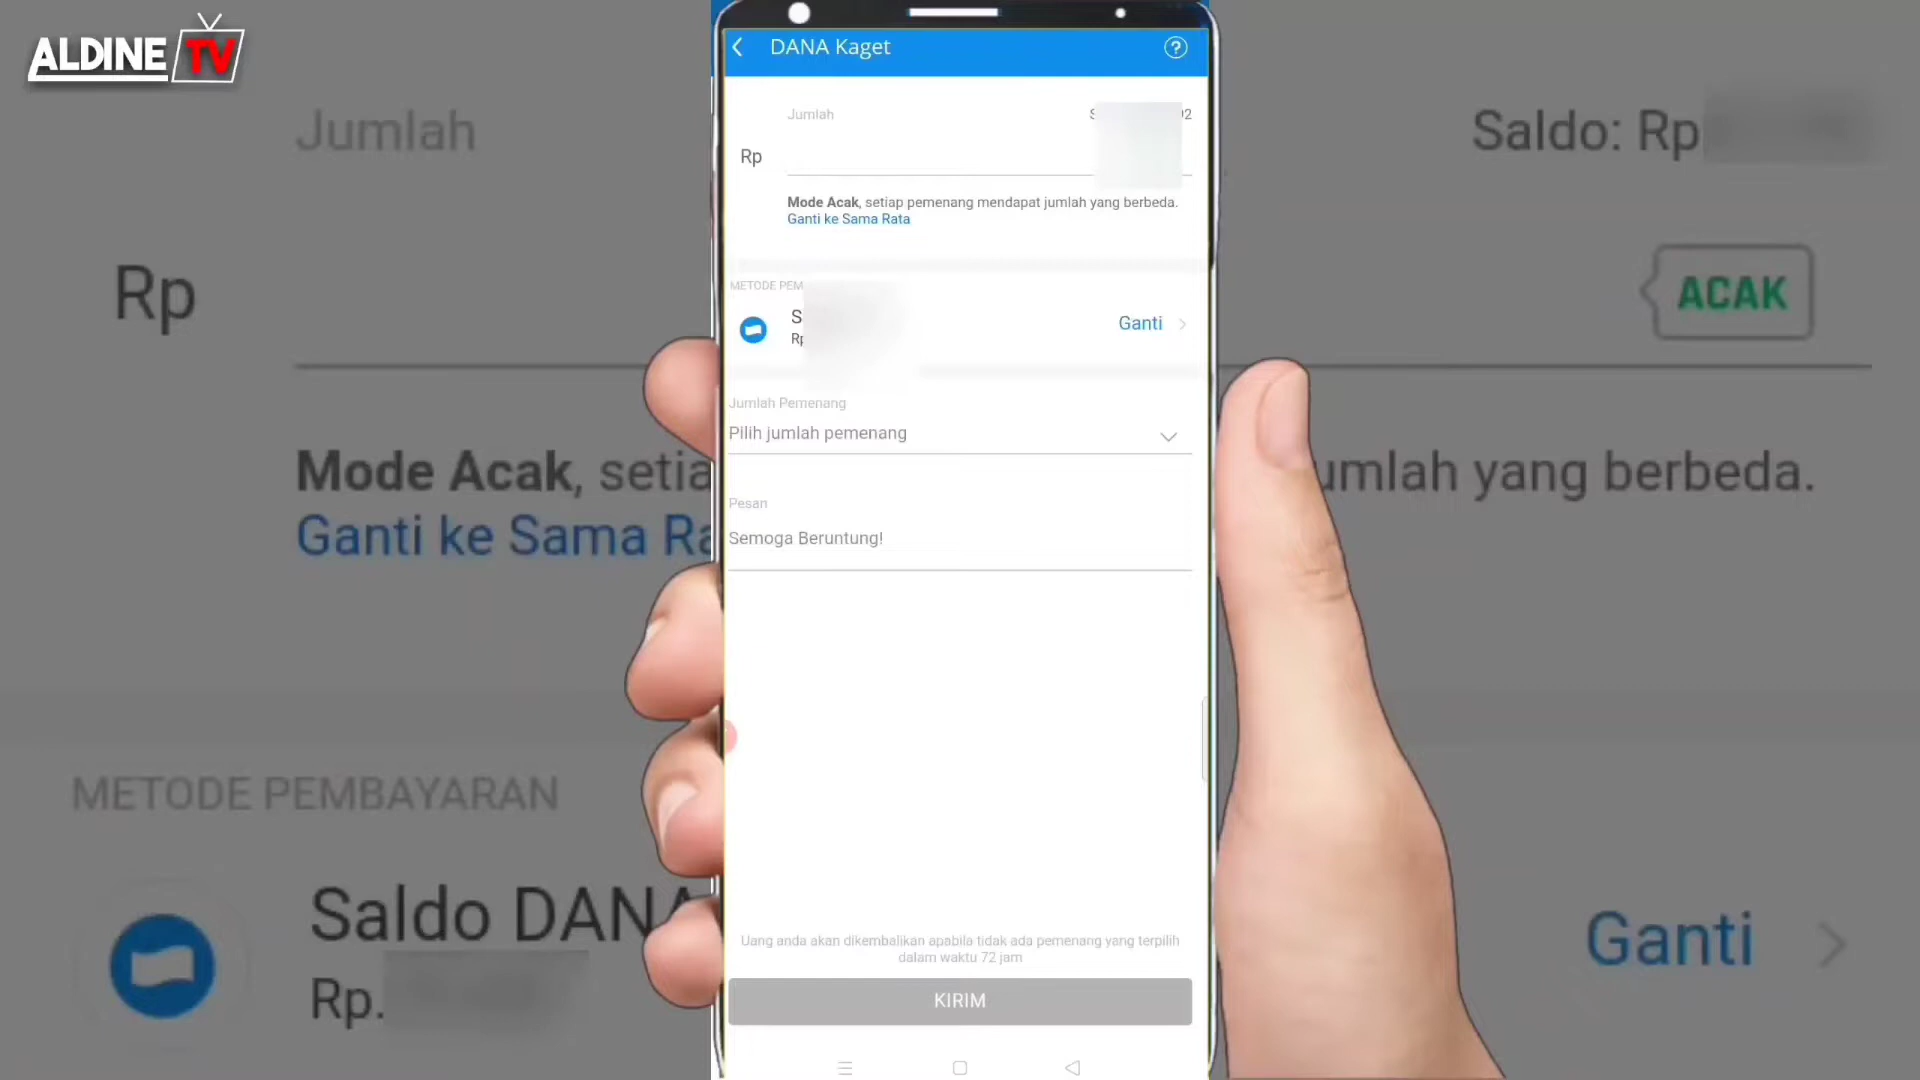 ALDINE TV
DANA Kaget
?
Jumlah
Rp
Mode Acak, setiap pemenang mendapat jumlah yang berbeda.
Ganti ke Sama Rata
METODE PEM
S
Rp
Ganti
Jumlah Pemenang
Pilih jumlah pemenang
Pesan
Semoga Beruntung!
Uang anda akan dikembalikan apabila tidak ada pemenang yang terpilih
dalam waktu 72 jam
KIRIM
Jumlah
Saldo: Rp
Rp
ACAK
Mode Acak, setia
umlah yang berbeda.
Ganti ke Sama Ra
METODE PEMBAYARAN
Saldo DANA
Rp.
Ganti